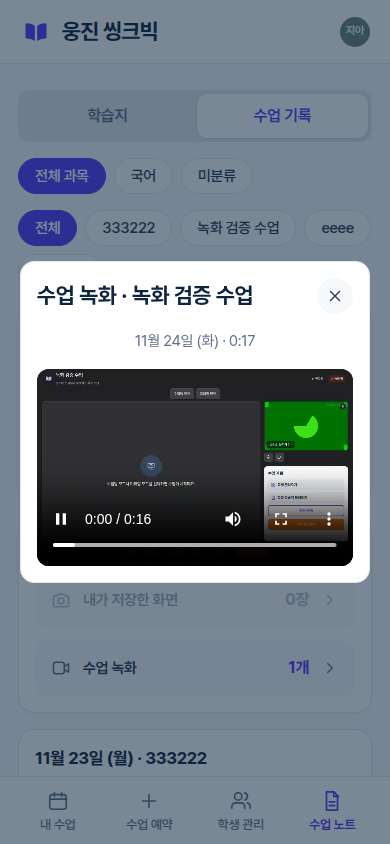 웅진 씽크빅
지아
학습지
수업 기록
전체 과목
국어
미분류
전체
333222
녹화 검증 수업
eeee
수업 녹화 · 녹화 검증 수업
11월 24일 (화) · 0:17
0:00 / 0:16
내가 저장한 화면
0장
수업 녹화
1개
11월 23일 (월) · 333222
내 수업
수업 예약
학생 관리
수업 노트